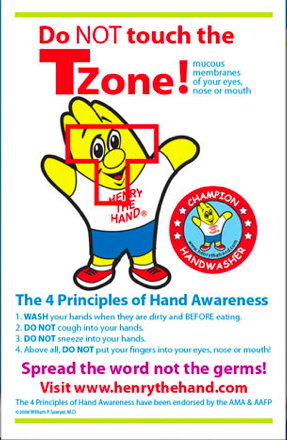 Do NOT touch the
T zone!
mucous
membranes
of your eyes,
nose or mouth
HENRY
THE
HAND®
CHAMPION
www.henrythehand.com
HANDWASHER
The 4 Principles of Hand Awareness
1. WASH your hands when they are dirty and BEFORE eating.
2. DO NOT cough into your hands.
3. DO NOT sneeze into your hands.
4. Above all, DO NOT put your fingers into your eyes, nose or mouth!
Spread the word not the germs!
Visit www.henrythehand.com
The 4 Principles of Hand Awareness have been endorsed by the AMA & AAFP
©2006 William P. Sawyer, M.D